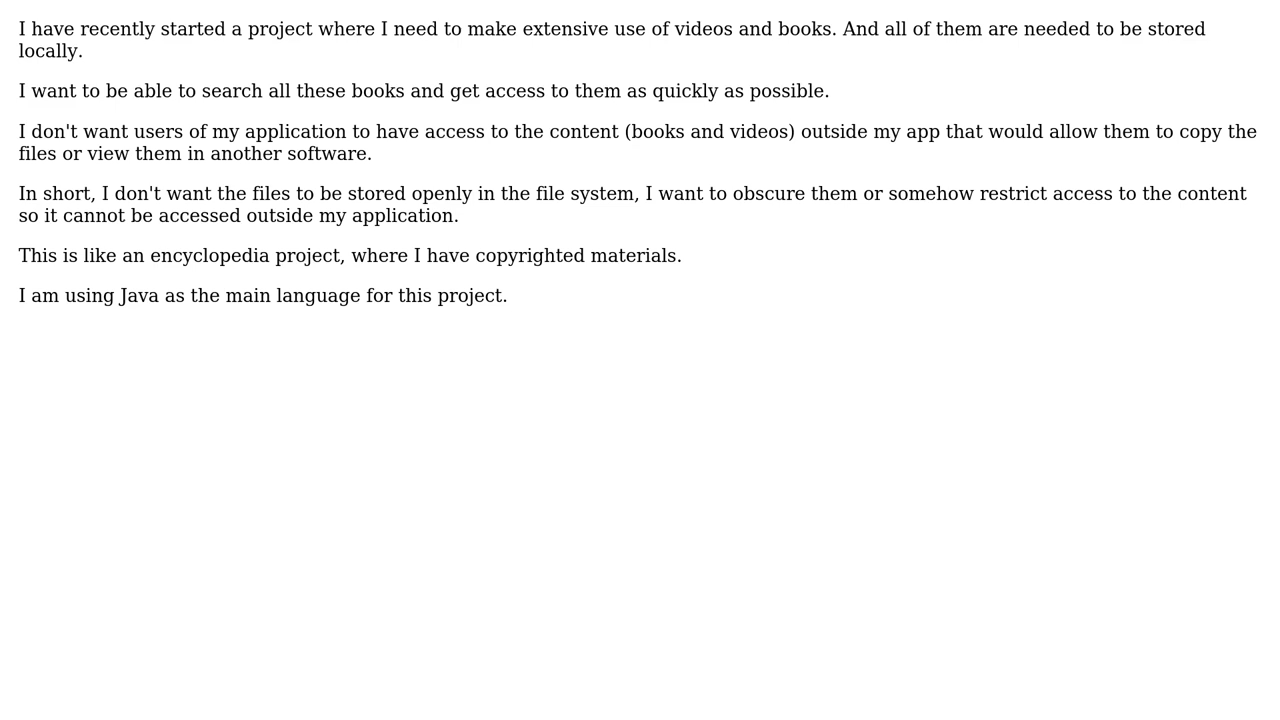 I have recently started a project where I need to make extensive use of videos and books. And all of them are needed to be stored
locally.
I want to be able to search all these books and get access to them as quickly as possible.
I don't want users of my application to have access to the content (books and videos) outside my app that would allow them to copy the
files or view them in another software.
In short, I don't want the files to be stored openly in the file system, I want to obscure them or somehow restrict access to the content
so it cannot be accessed outside my application.
This is like an encyclopedia project, where I have copyrighted materials.
I am using Java as the main language for this project.